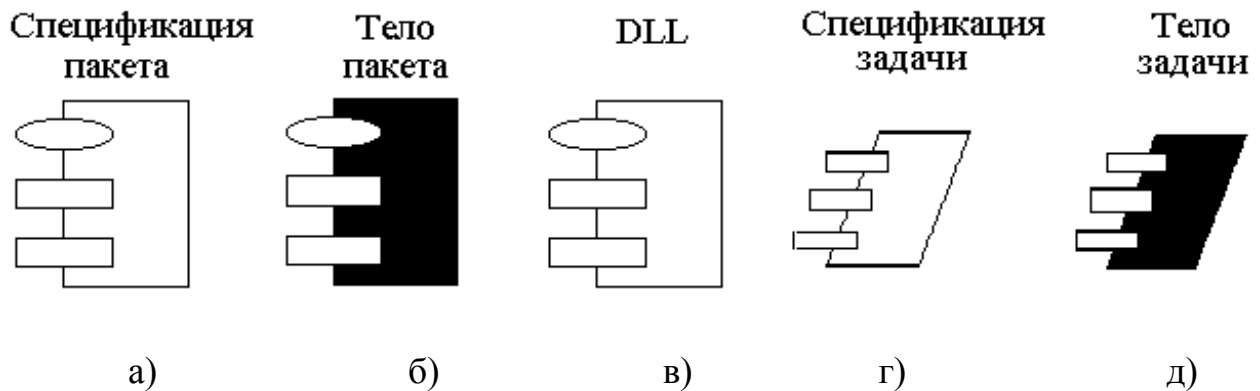 Спецификация
пакета
Тело
пакета
DLL
Спецификация
задачи
Тело
задачи
а)
б)
в)
г)
д)